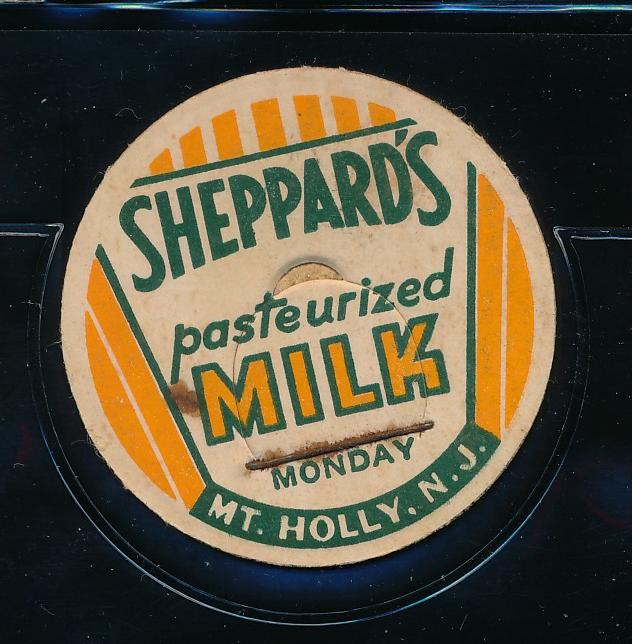 SHEPPARD'S
pasteurized
MILK
MONDAY
MT. HOLLY, N. J.